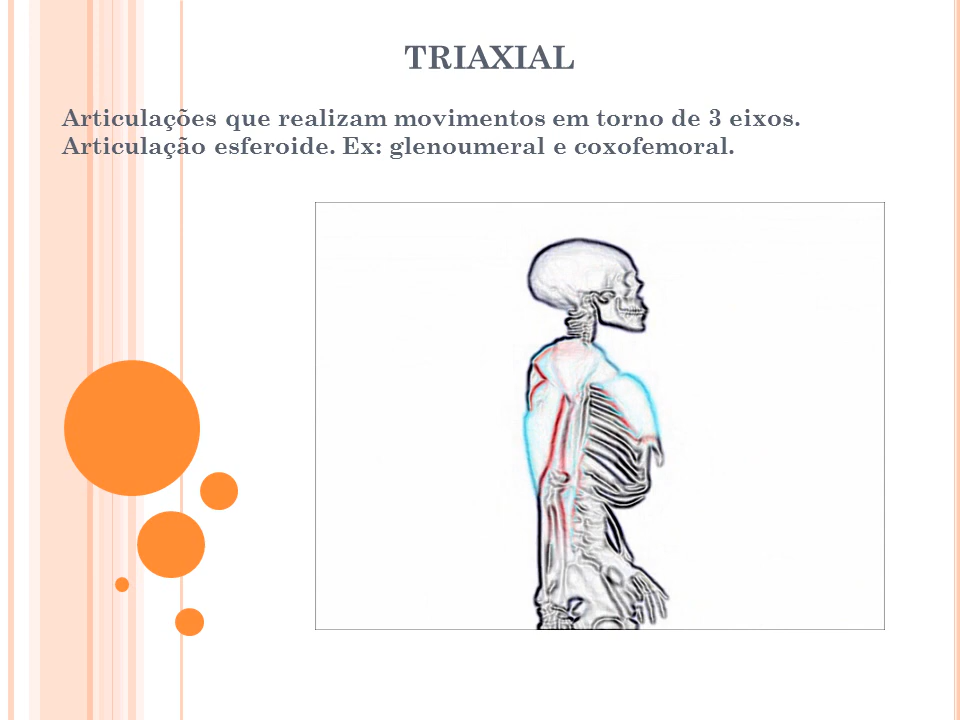 TRIAXIAL
Articulações que realizam movimentos em torno de 3 eixos.
Articulação esferoide. Ex: glenoumeral e coxofemoral.